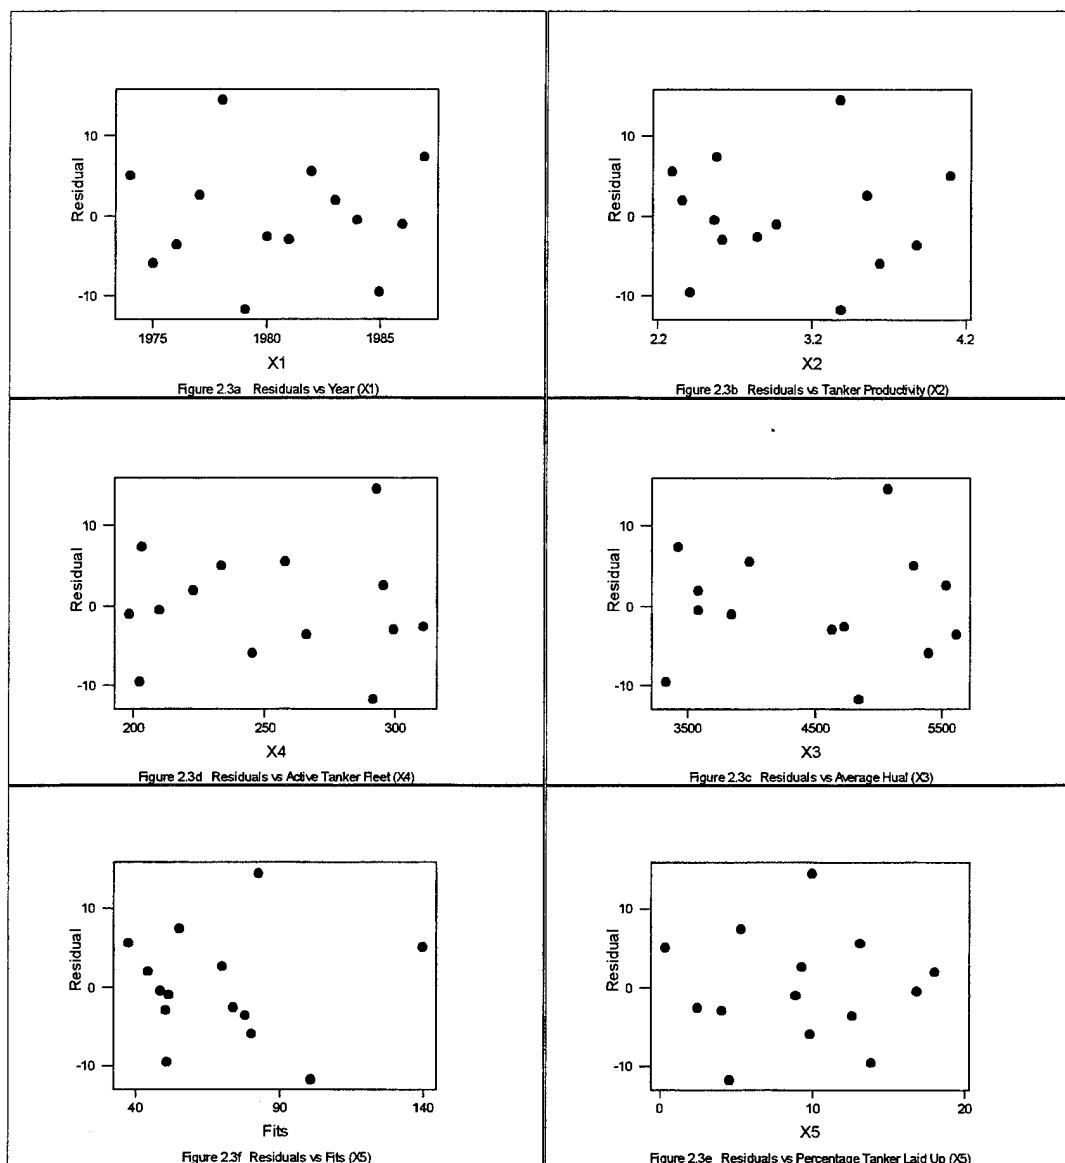 10
0
-10
Residual
1975
1980
1985
X1
Figure 2.3a Residuals vs Year (X1)
10
0
-10
Residual
2.2
3.2
4.2
X2
Figure 2.3b Residuals vs Tanker Productivity (X2)
10
0
-10
Residual
200
250
300
X4
Figure 2.3d Residuals vs Active Tanker Fleet (X4)
10
0
-10
Residual
3500
4500
5500
X3
Figure 2.3c Residuals vs Average Hual (X3)
10
0
-10
Residual
40
90
140
Fits
Figure 2.3f Residuals vs Fits (X5)
10
0
-10
Residual
0
10
20
X5
Figure 2.3e Residuals vs Percentage Tanker Laid Up (X5)